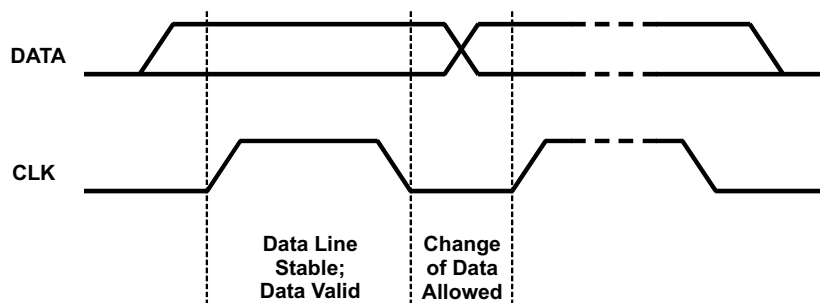 DATA
CLK
Data Line
Stable;
Data Valid
Change
of Data
Allowed